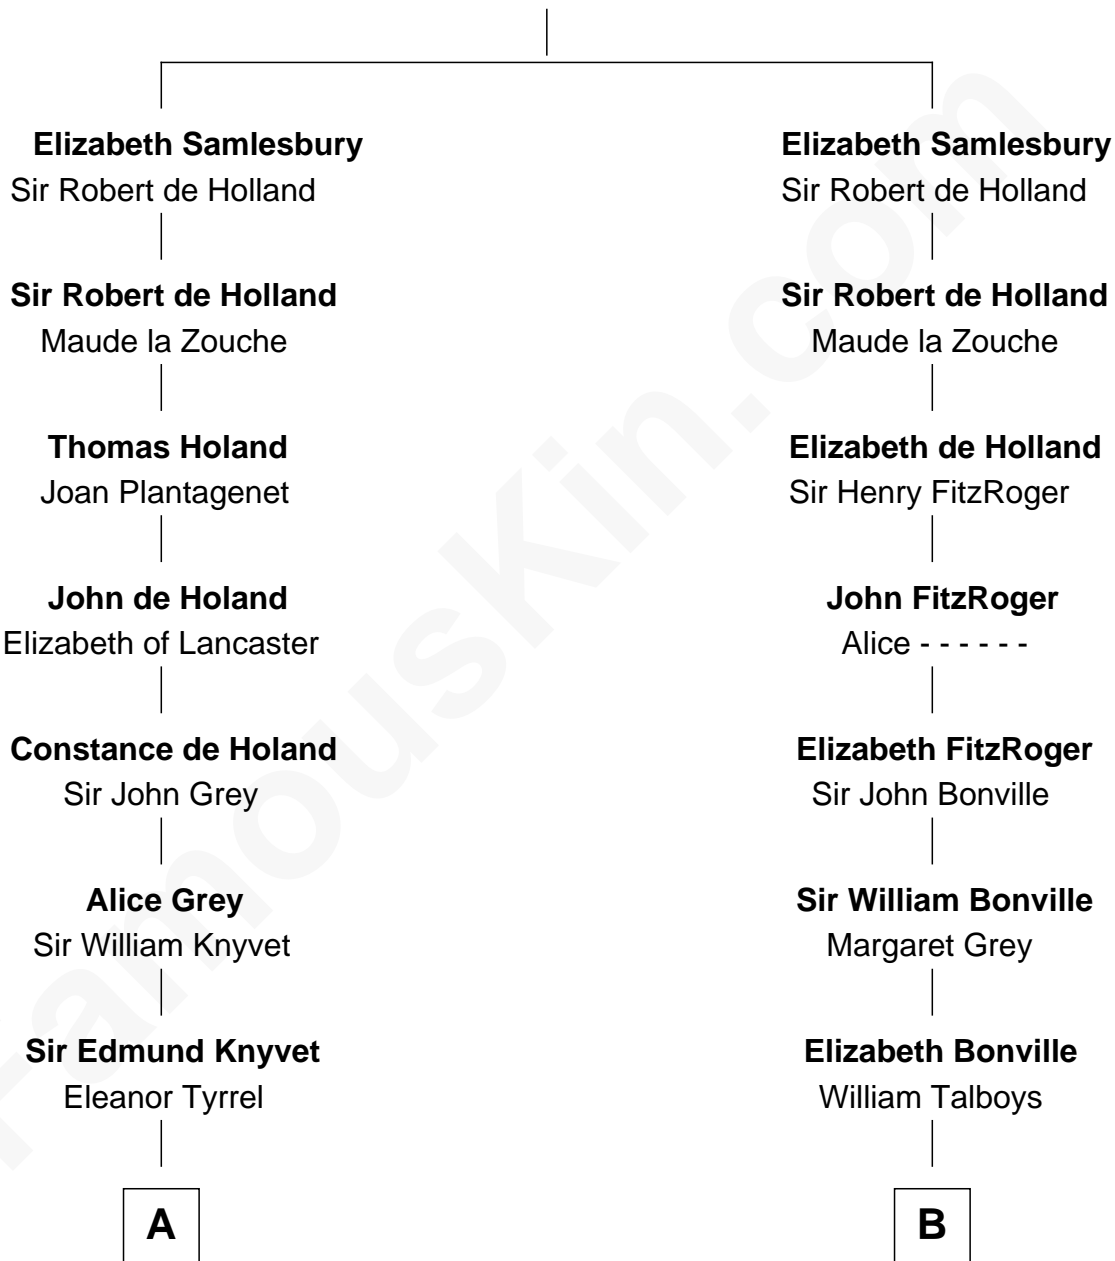 Elizabeth Samlesbury
Sir Robert de Holland
Sir Robert de Holland
Maude la Zouche
Thomas Holand
Joan Plantagenet
John de Holand
Elizabeth of Lancaster
Constance de Holand
Sir John Grey
Alice Grey
Sir William Knyvet
Sir Edmund Knyvet
Eleanor Tyrrel
A
Elizabeth Samlesbury
Sir Robert de Holland
Sir Robert de Holland
Maude la Zouche
Elizabeth de Holland
Sir Henry FitzRoger
John FitzRoger
Alice - - - - - -
Elizabeth FitzRoger
Sir John Bonville
Sir William Bonville
Margaret Grey
Elizabeth Bonville
William Talboys
B
FamousKin.com